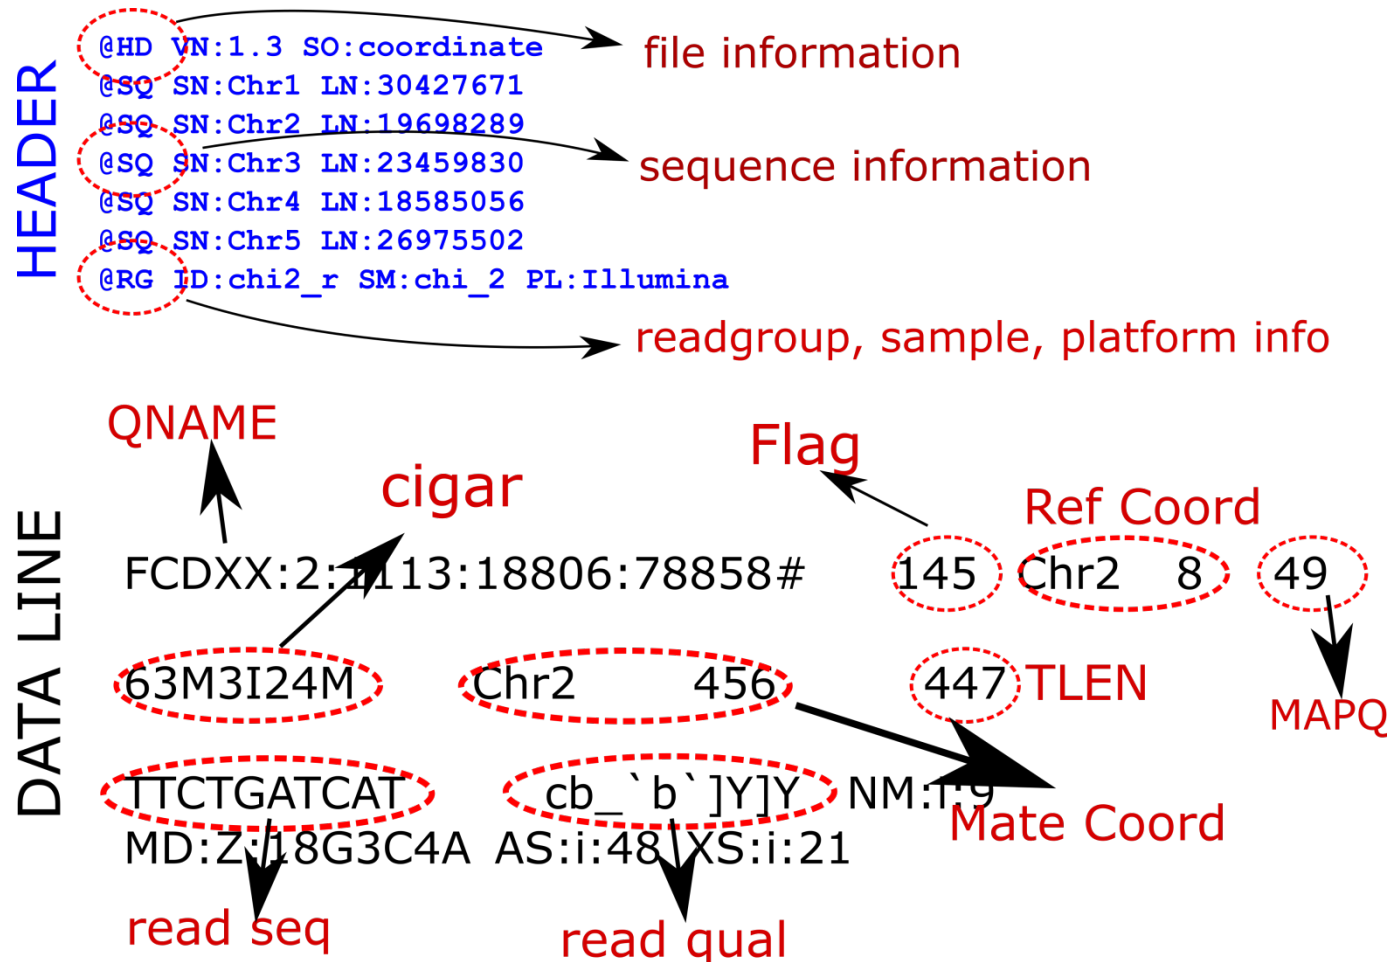 HEADER
@HD VN:1.3 SO:coordinate
file information
@SQ SN:Chr1 LN:30427671
@SQ SN:Chr2 LN:19698289
@SQ SN:Chr3 LN:23459830
sequence information
@SQ SN:Chr4 LN:18585056
@SQ SN:Chr5 LN:26975502
@RG ID:chi2_r SM:chi_2 PL:Illumina
readgroup, sample, platform info
DATA LINE
QNAME
cigar
Flag
Ref Coord
FCDXX:2:1113:18806:78858# 145 Chr2 8 49
63M3I24M Chr2 456 447 TLEN
MAPQ
TTCTGATCAT cb_`b`]Y]Y NM:i:9
Mate Coord
MD:Z:18G3C4A AS:i:48 XS:i:21
read seq
read qual